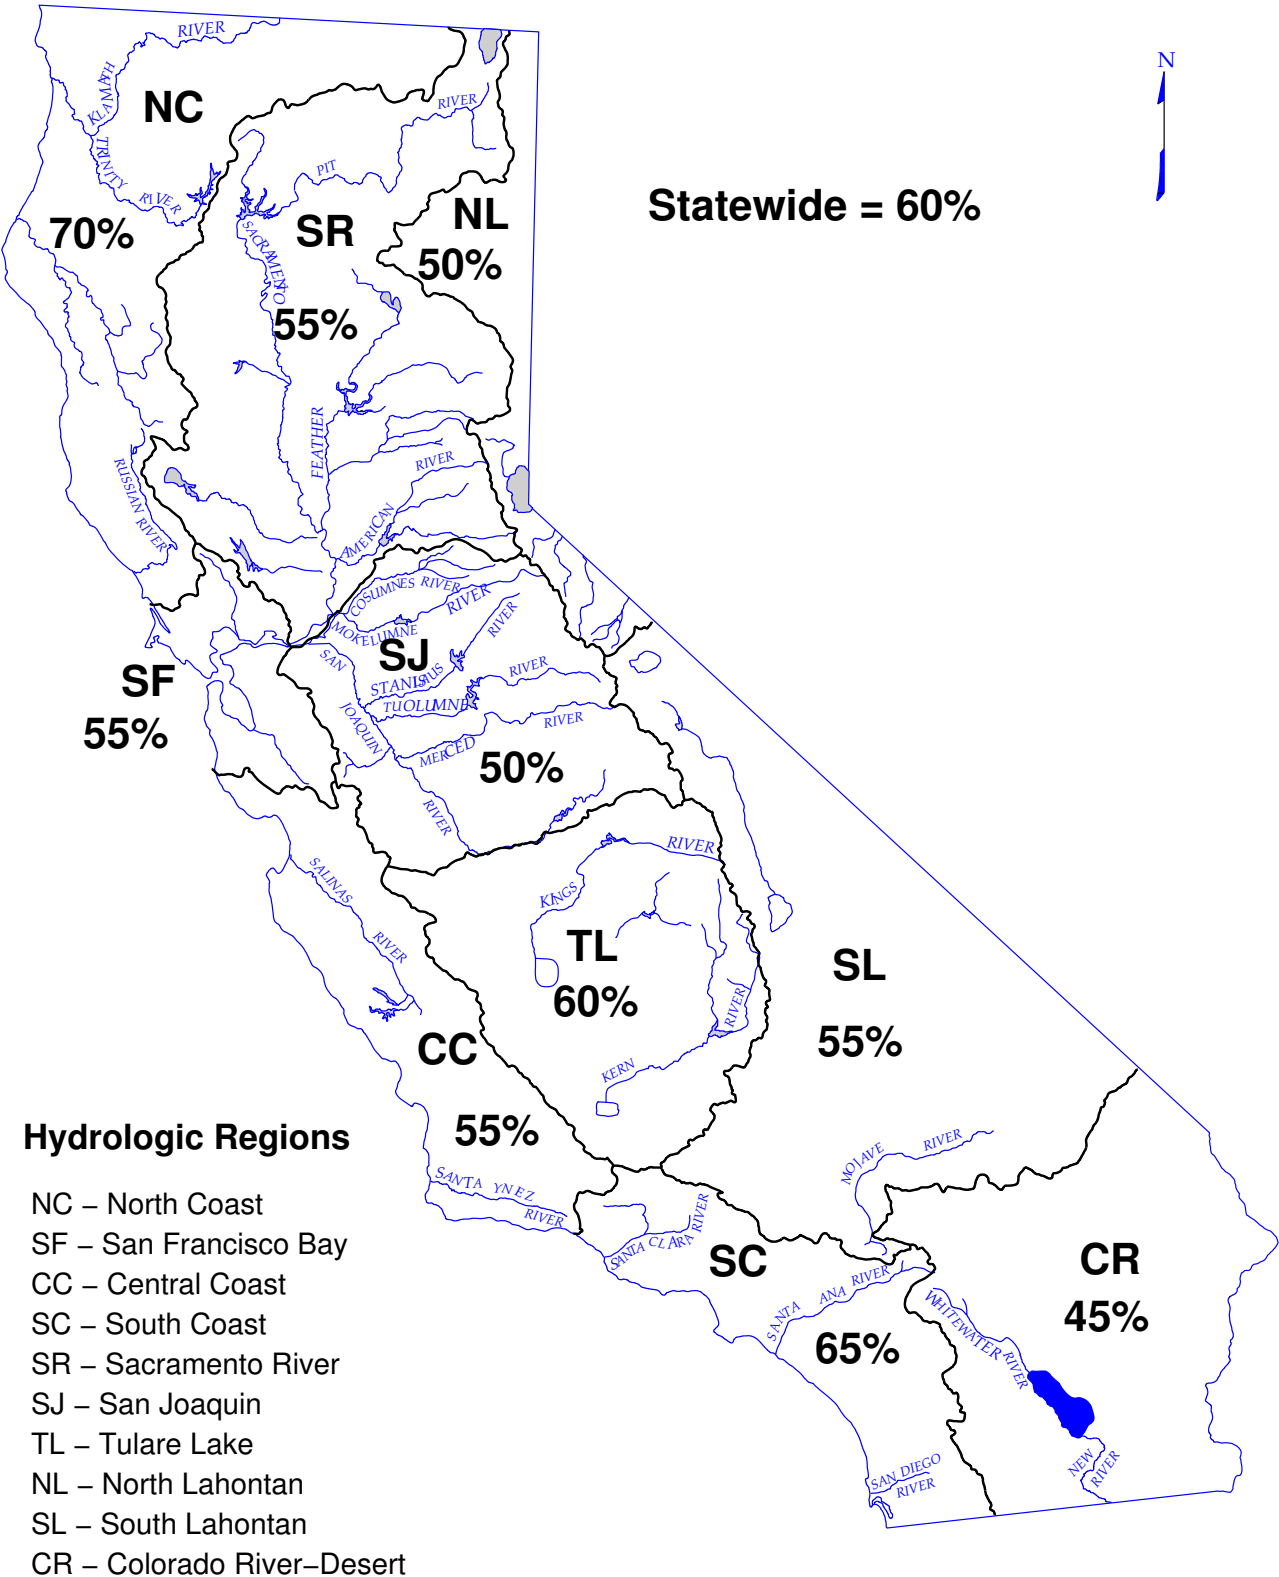 RIVER
N
KLAMATH
NC
RIVER
TRINITY
RIVER
PIT
70%
SR
NL
Statewide = 60%
50%
SACRAMENTO
55%
FEATHER
RIVER
RUSSIAN RIVER
AMERICAN
COSUMNES RIVER
RIVER
MOKELUMNE
RIVER
SJ
SAN
SF
STANISLAUS
RIVER
55%
TUOLUMNE
JOAQUIN
RIVER
MERCED
50%
RIVER
RIVER
SALINAS
KINGS
RIVER
TL
SL
60%
RIVER
55%
CC
KERN
55%
Hydrologic Regions
MOJAVE
RIVER
SANTA YNEZ
RIVER
NC – North Coast
SF – San Francisco Bay
CC – Central Coast
SC – South Coast
SR – Sacramento River
SJ – San Joaquin
TL – Tulare Lake
NL – North Lahontan
SL – South Lahontan
CR – Colorado River–Desert
SANTA CLARA RIVER
SC
CR
SANTA ANA RIVER
45%
WHITEWATER
RIVER
65%
NEW
RIVER
SAN DIEGO
RIVER